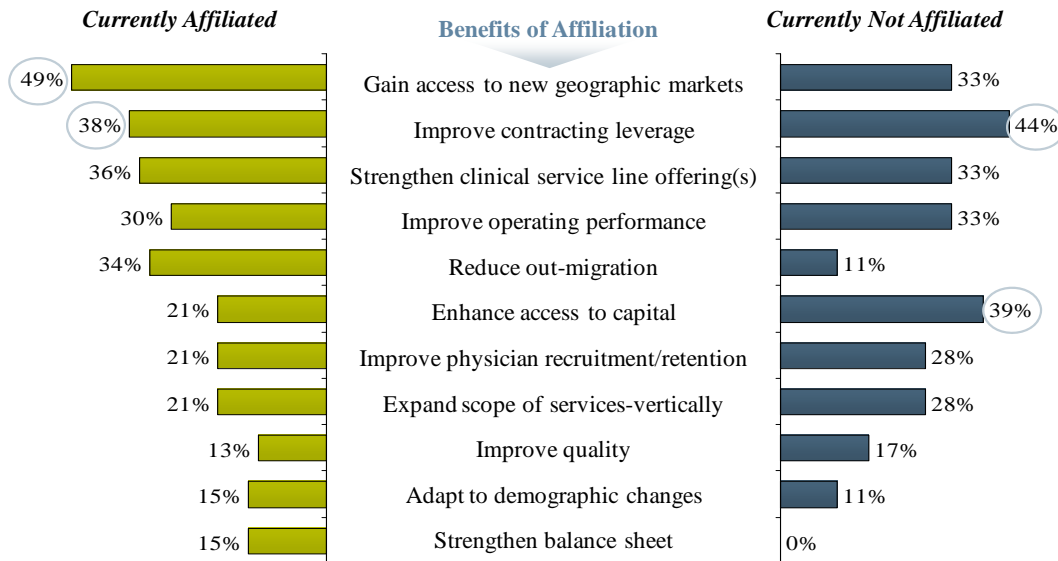 Currently Affiliated
Benefits of Affiliation
Currently Not Affiliated
49% Gain access to new geographic markets 33%
38% Improve contracting leverage 44%
36% Strengthen clinical service line offering(s) 33%
30% Improve operating performance 33%
34% Reduce out-migration 11%
21% Enhance access to capital 39%
21% Improve physician recruitment/retention 28%
21% Expand scope of services-vertically 28%
13% Improve quality 17%
15% Adapt to demographic changes 11%
15% Strengthen balance sheet 0%